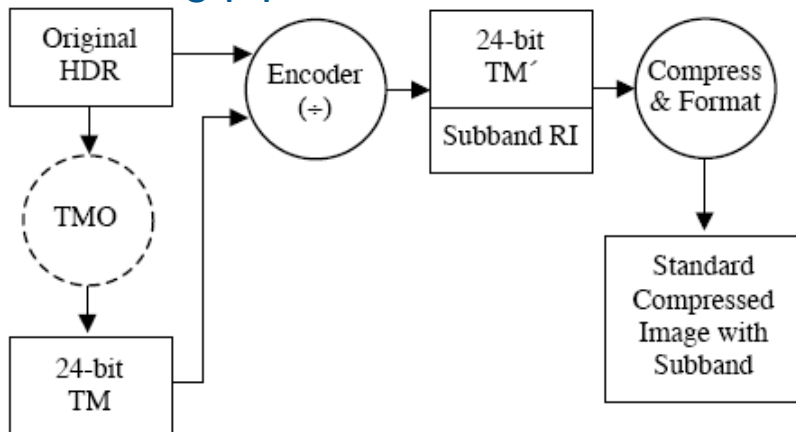 Original
HDR
TMO
24-bit
TM
Encoder
(÷)
24-bit
TM´
Subband RI
Compress
& Format
Standard
Compressed
Image with
Subband